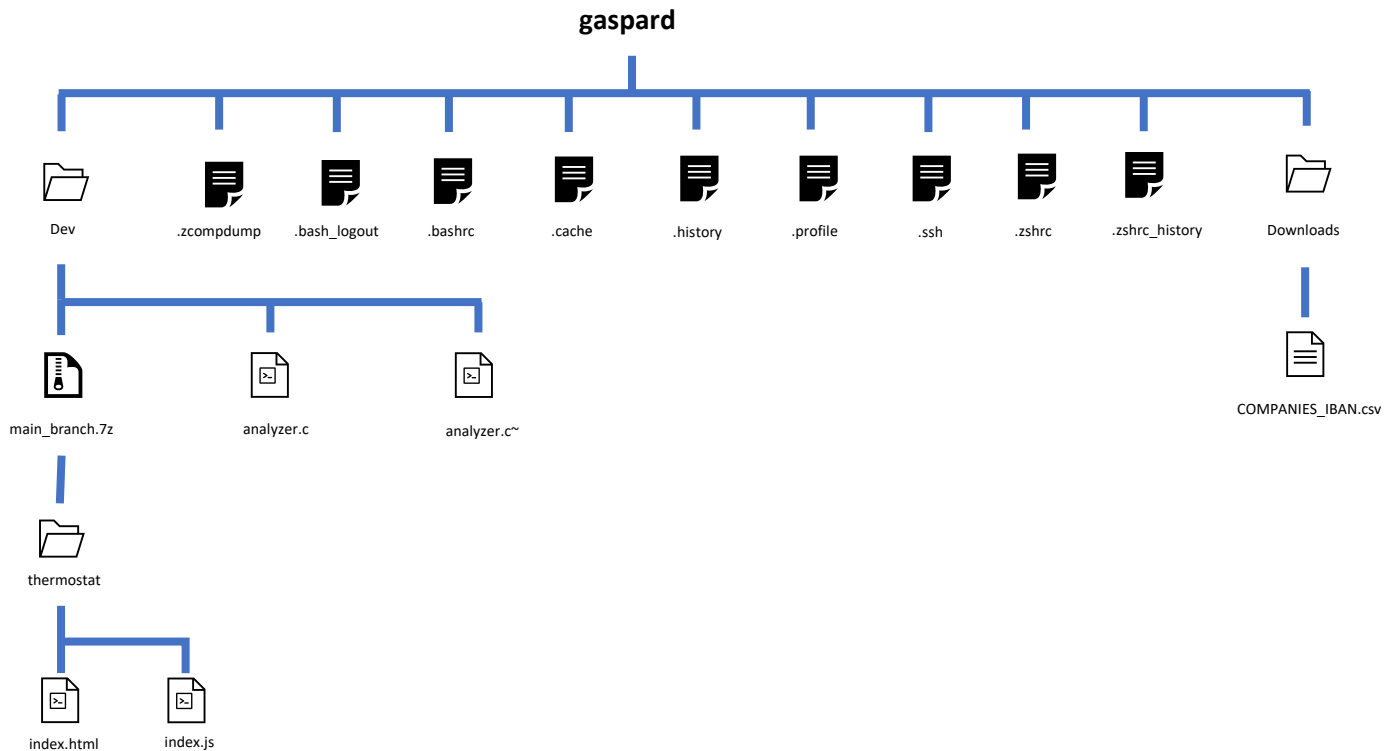 gaspard
Dev
.zcompdump
.bash_logout
.bashrc
.cache
.history
.profile
.ssh
.zshrc
.zshrc_history
Downloads
main_branch.7z
analyzer.c
analyzer.c~
COMPANIES_IBAN.csv
thermostat
index.html
index.js